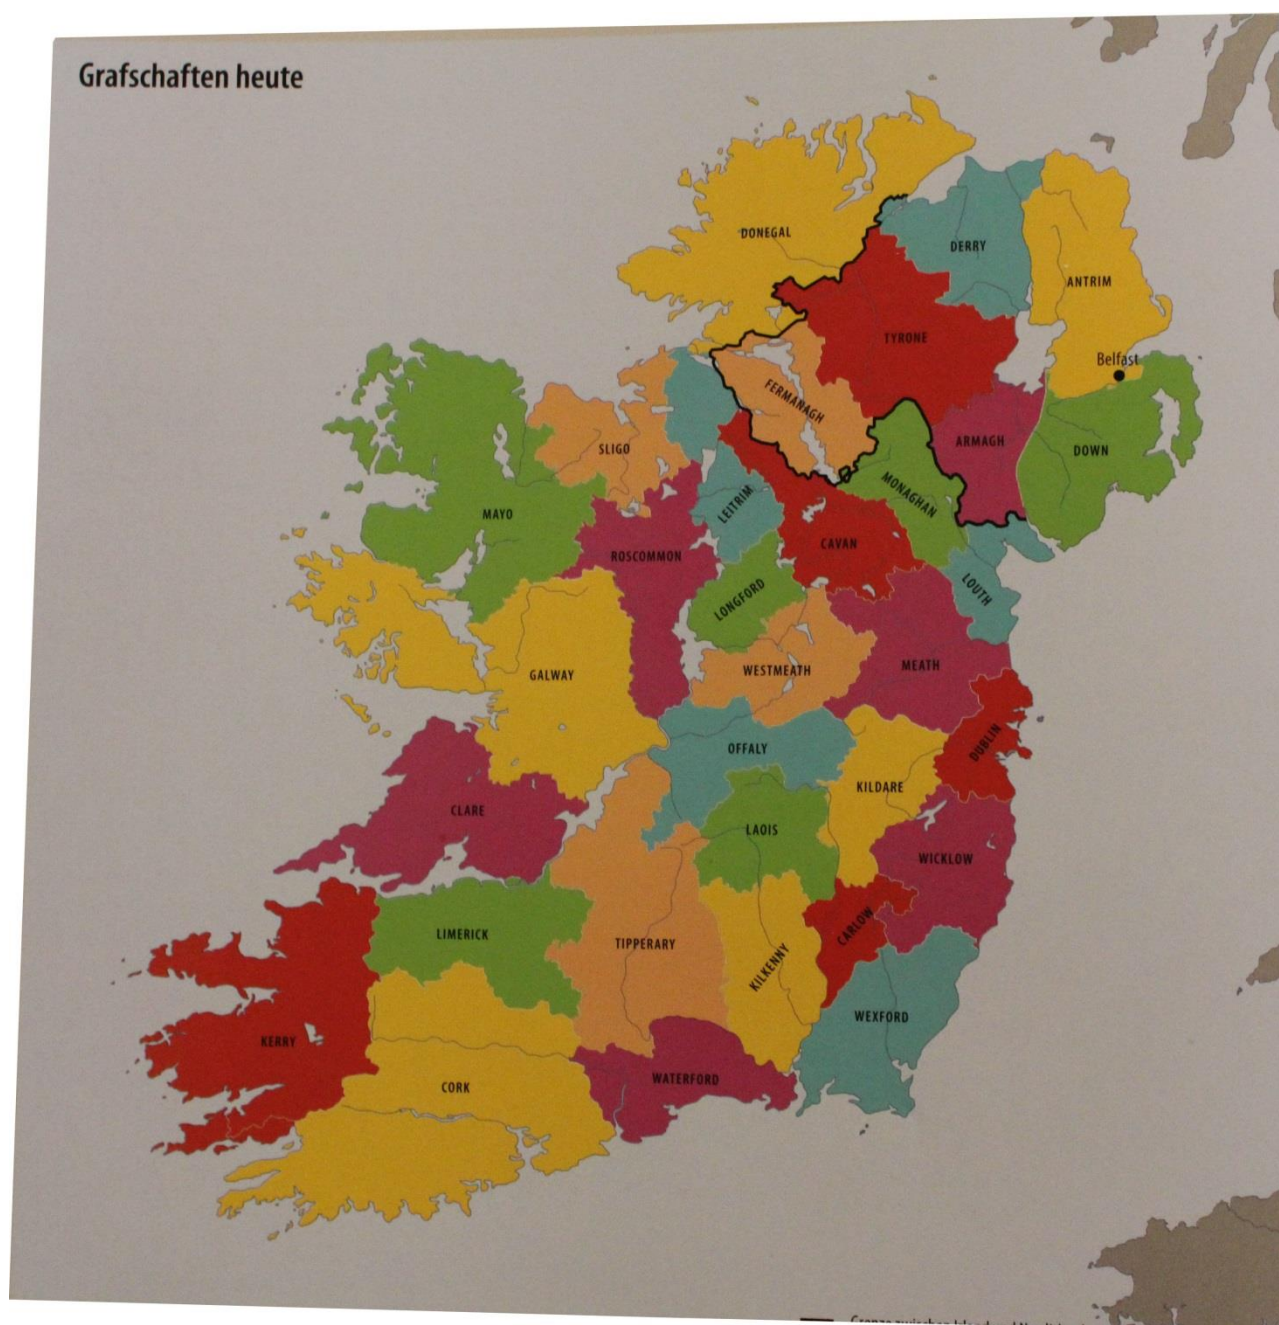 Grafschaften heute
DONEGAL
DERRY
ANTRIM
TYRONE
Belfast
FERMANAGH
ARMAGH
DOWN
SLIGO
MONAGHAN
LEITRIM
MAYO
CAVAN
ROSCOMMON
LOUTH
LONGFORD
GALWAY
WESTMEATH
MEATH
OFFALY
DUBLIN
KILDARE
CLARE
LAOIS
WICKLOW
CARLOW
LIMERICK
TIPPERARY
KILKENNY
WEXFORD
KERRY
CORK
WATERFORD